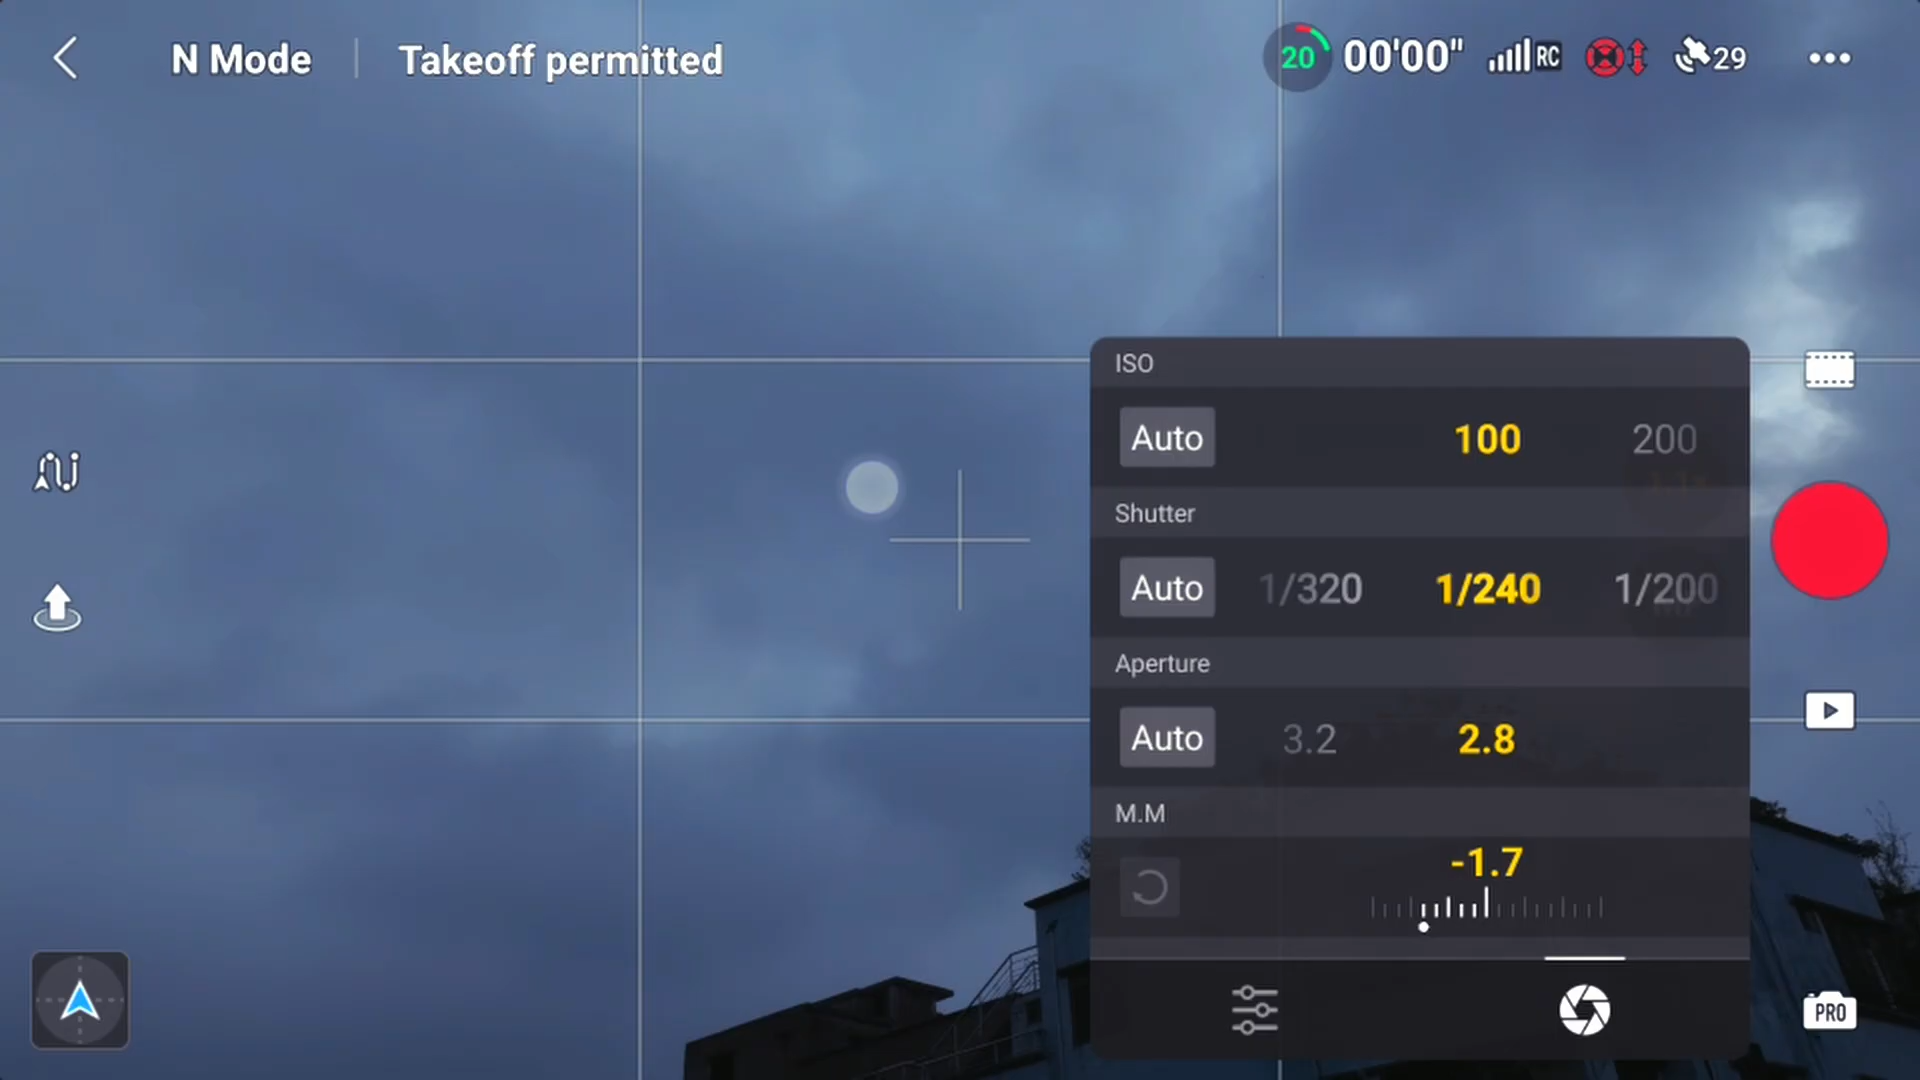 N Mode | Takeoff permitted
20 00'00" RC 29
ISO
Auto 100 200
Shutter
Auto 1/320 1/240 1/200
Aperture
Auto 3.2 2.8
M.M
-1.7
PRO